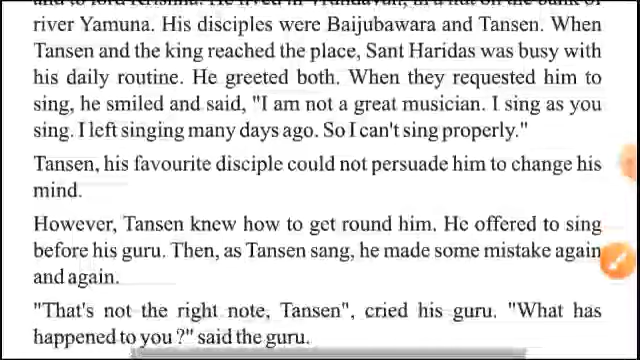 river Yamuna. His disciples were Baijubawara and Tansen. When
Tansen and the king reached the place, Sant Haridas was busy with
his daily routine. He greeted both. When they requested him to
sing, he smiled and said, "I am not a great musician. I sing as you
sing. I left singing many days ago. So I can't sing properly."
Tansen, his favourite disciple could not persuade him to change his
mind.
However, Tansen knew how to get round him. He offered to sing
before his guru. Then, as Tansen sang, he made some mistake again
and again.
"That's not the right note, Tansen", cried his guru. "What has
happened to you ?" said the guru.